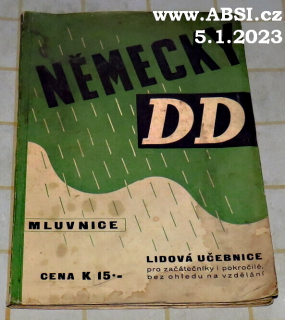 www.ABSI.cz
5.1.2023
NĚMECKY
DD
MLUVNICE
LIDOVÁ UČEBNICE
pro začátečníky i pokročilé,
bez ohledu na vzdělání
CENA K 15·-